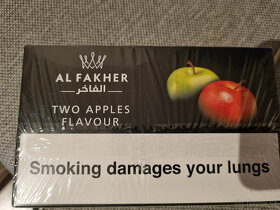 AL FAKHER
الفاخر
TWO APPLES
FLAVOUR
Smoking damages your lungs